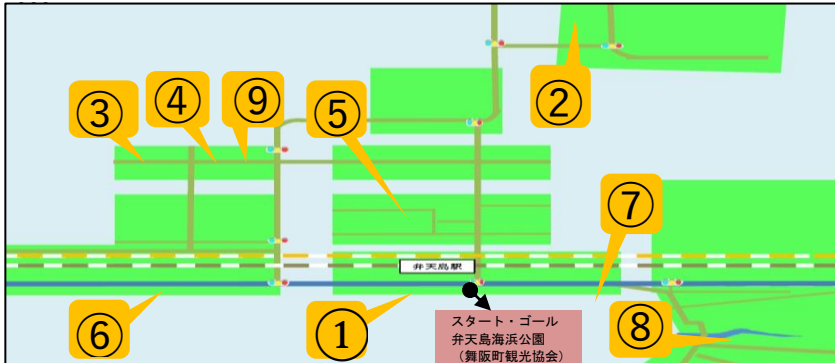 ②
③
④
⑨
⑤
⑦
弁天島駅
⑥
①
スタート・ゴール
弁天島海浜公園
（舞阪町観光協会）
⑧